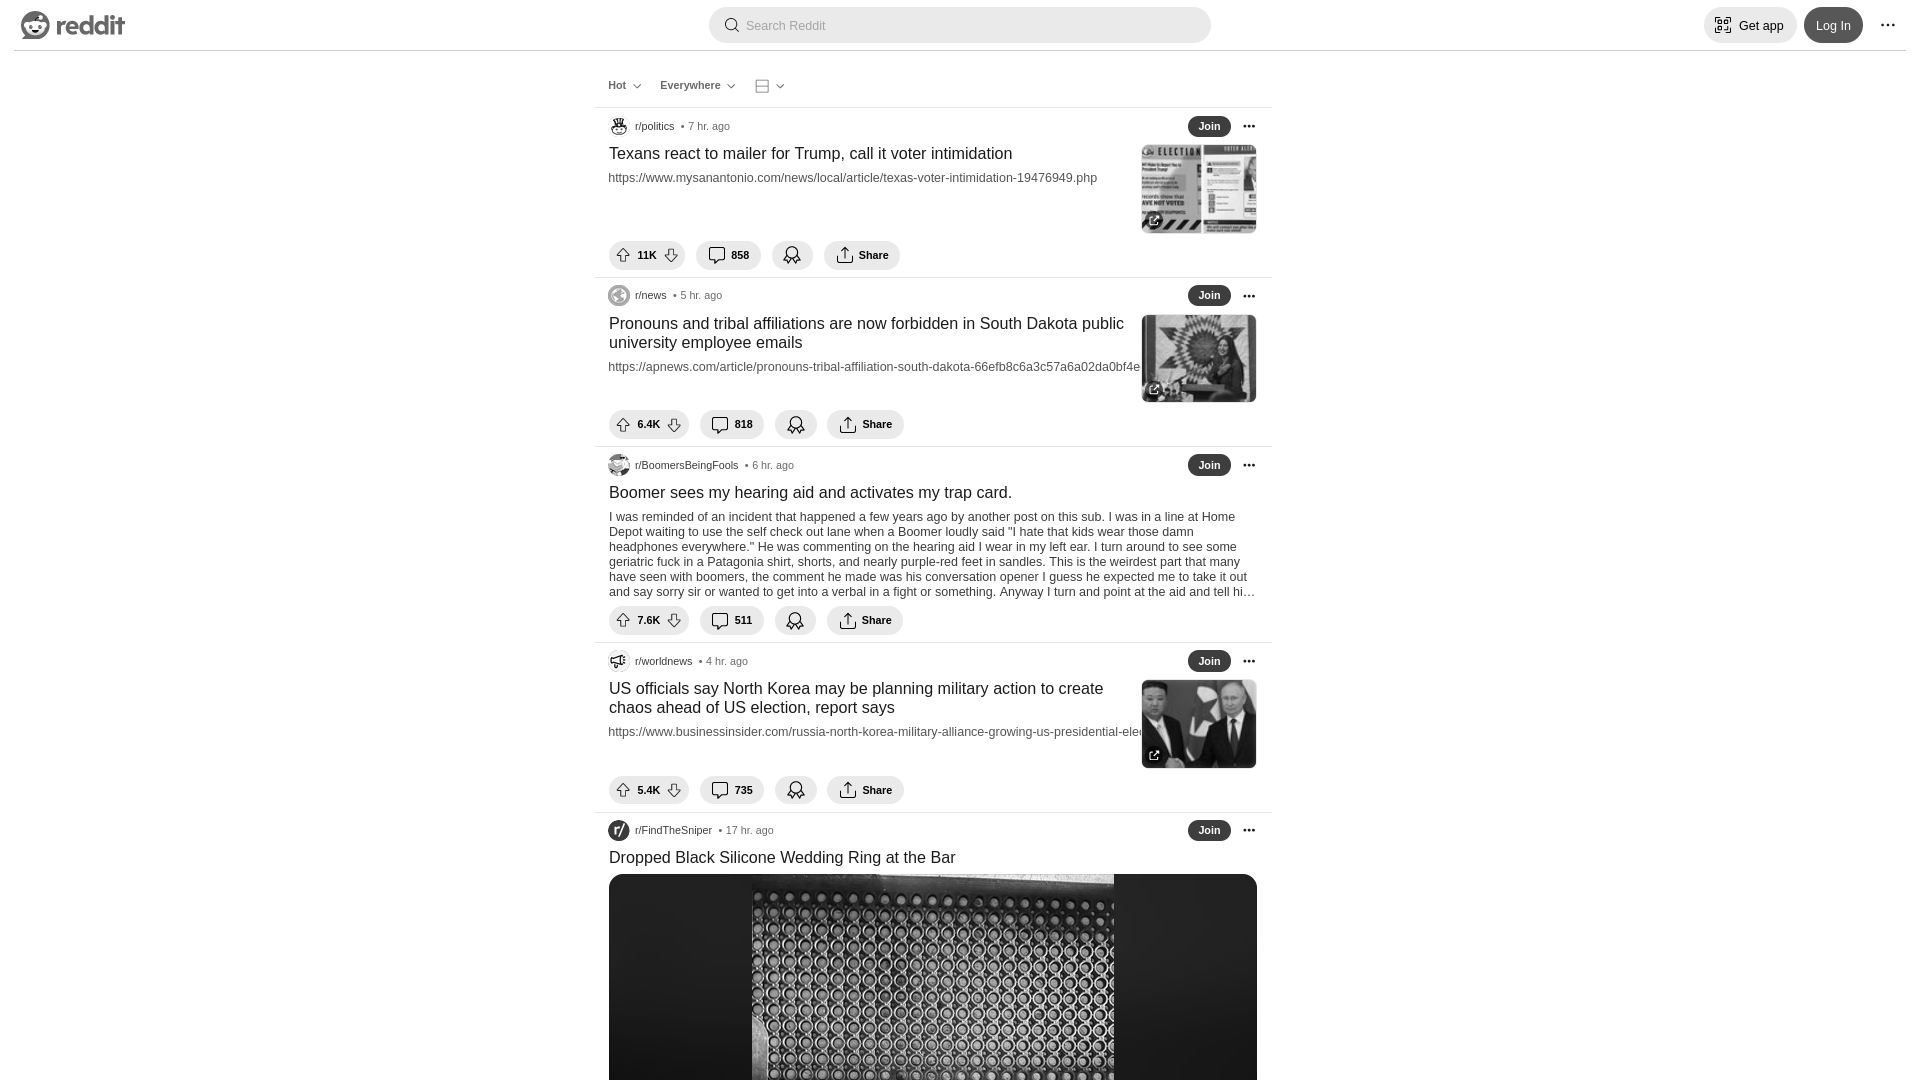 reddit
Search Reddit
Get app
Log In
Hot
Everywhere
r/politics • 7 hr. ago
Join
Texans react to mailer for Trump, call it voter intimidation
https://www.mysanantonio.com/news/local/article/texas-voter-intimidation-19476949.php
ELECTION
VOTER ALERT
AVE NOT VOTED
11K
858
Share
r/news • 5 hr. ago
Join
Pronouns and tribal affiliations are now forbidden in South Dakota public
university employee emails
https://apnews.com/article/pronouns-tribal-affiliation-south-dakota-66efb8c6a3c57a6a02da0bf4e
6.4K
818
Share
r/BoomersBeingFools • 6 hr. ago
Join
Boomer sees my hearing aid and activates my trap card.
I was reminded of an incident that happened a few years ago by another post on this sub. I was in a line at Home
Depot waiting to use the self check out lane when a Boomer loudly said "I hate that kids wear those damn
headphones everywhere." He was commenting on the hearing aid I wear in my left ear. I turn around to see some
geriatric fuck in a Patagonia shirt, shorts, and nearly purple-red feet in sandles. This is the weirdest part that many
have seen with boomers, the comment he made was his conversation opener I guess he expected me to take it out
and say sorry sir or wanted to get into a verbal in a fight or something. Anyway I turn and point at the aid and tell hi…
7.6K
511
Share
r/worldnews • 4 hr. ago
Join
US officials say North Korea may be planning military action to create
chaos ahead of US election, report says
https://www.businessinsider.com/russia-north-korea-military-alliance-growing-us-presidential-elec
5.4K
735
Share
r/
r/FindTheSniper • 17 hr. ago
Join
Dropped Black Silicone Wedding Ring at the Bar